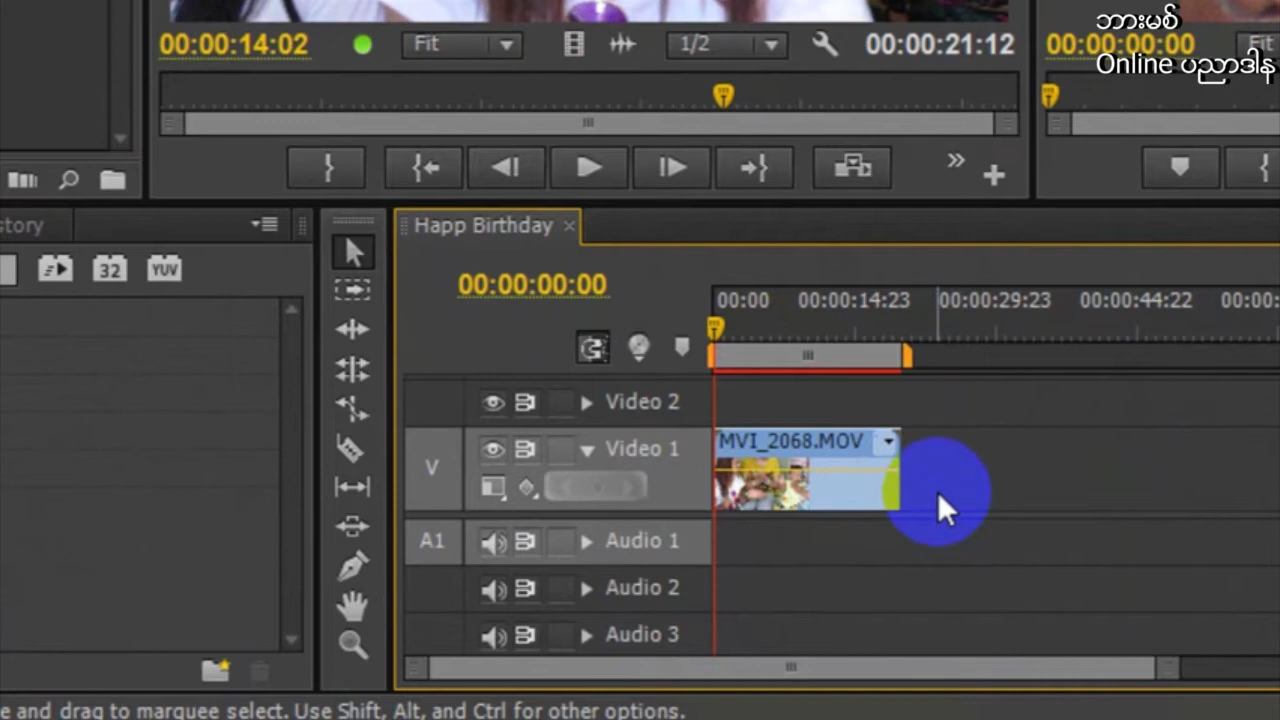 ဘားမစ်
Online ပညာဒါန
00:00:14:02
Fit
1/2
00:00:21:12
00:00:00:00
Fit
story
Happ Birthday
32
YUV
00:00:00:00
00:00
00:00:14:23
00:00:29:23
00:00:44:22
00:00:
Video 2
V
Video 1
MVI_2068.MOV
A1
Audio 1
Audio 2
Audio 3
e and drag to marquee select. Use Shift, Alt, and Ctrl for other options.